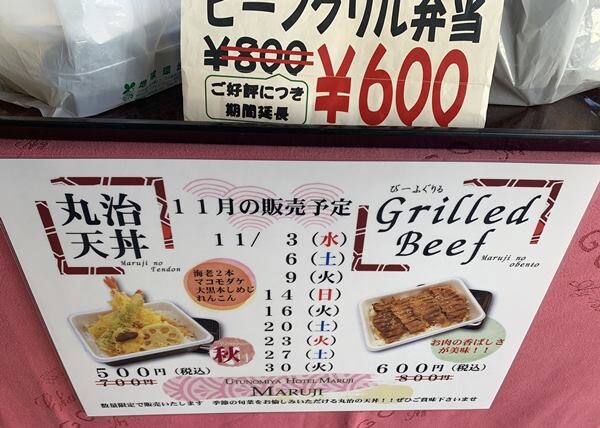 ビーフグリル弁当
¥800
¥600
ご好評につき
期間延長
丸治
天丼
Maruji no
Tendon
11月の販売予定
11/ 3(水)
6(土)
9(火)
14(日)
16(火)
20(土)
23(火)
27(土)
30(火)
海老2本
マコモダケ
大黒本しめじ
れんこん
秋
500円(税込)
700円
びーふぐりる
Grilled
Beef
Maruji no
obento
お肉の香ばしさ
が美味!!
600円(税込)
800円
UTUNOMIYA HOTEL MARUJI
MARUJI
数量限定で販売いたします 季節の旬菜をお愉しみいただける丸治の天丼!!ぜひご賞味下さいませ